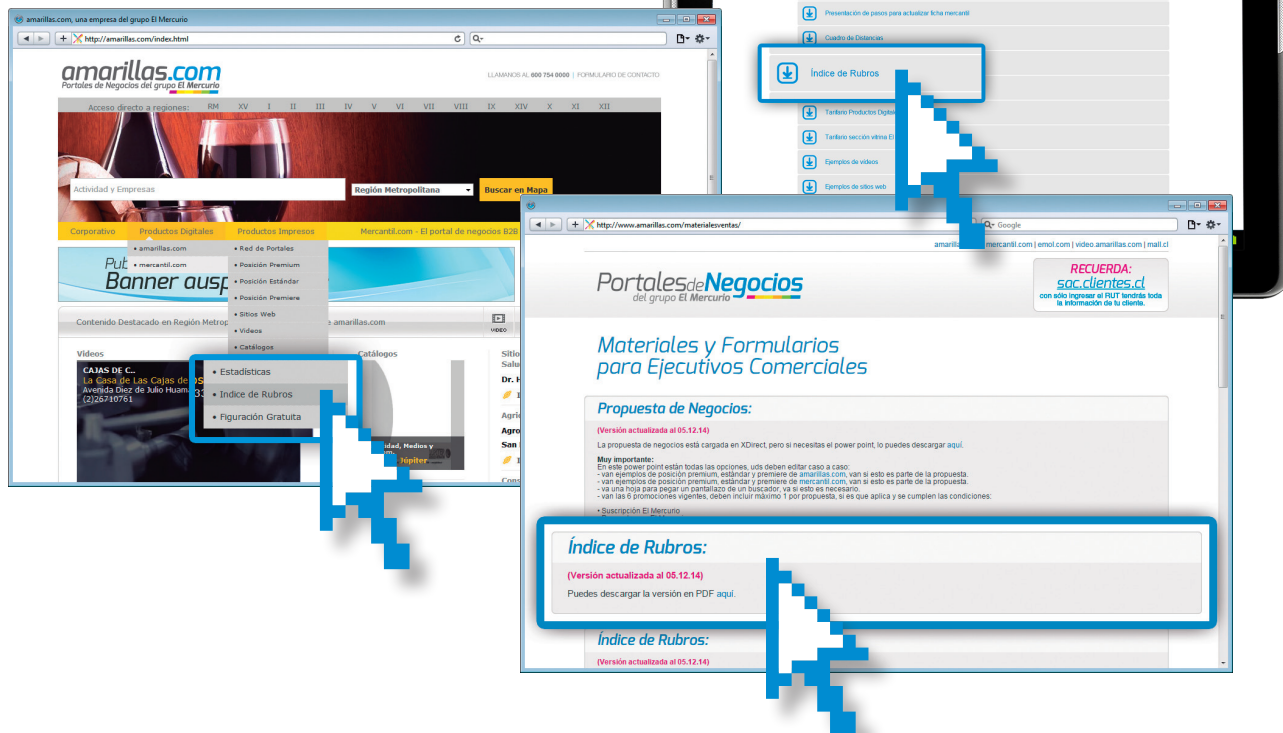 amarillas.com, una empresa del grupo El Mercurio
http://amarillas.com/index.html
amarillas.com
Portales de Negocios del grupo El Mercurio
LLAMANOS AL 600 754 0000 | FORMULARIO DE CONTACTO
Acceso directo a regiones: RM XV I II III IV V VI VII VIII IX XIV X XI XII
Actividad y Empresas
Región Metropolitana
Buscar en Mapa
Corporativo Productos Digitales Productos Impresos Mercantil.com - El portal de negocios B2B
• amarillas.com
• mercantil.com
• Red de Portales
• Posición Premium
• Posición Estándar
• Posición Premiere
• Sitios Web
• Videos
• Catálogos
• Estadísticas
• Indice de Rubros
• Figuración Gratuita
Banner
Contenido Destacado en Región
amarillas.com
VIDEO
Videos
Catálogos
CAJAS DE C..
La Casa de Las Cajas de
Avenida Diez de Julio
(2)26710761
Medios y
Júpiter
Presentación de pasos para actualizar ficha mercantil
Cuadro de Distancias
Índice de Rubros
Tarifario Productos
Tarifario sección vitrina El
Ejemplos de videos
Ejemplos de sitios web
http://www.amarillas.com/materialesventas/
Google
mercantil.com | emol.com | video.amarillas.com | mail.cl
Portales de Negocios
del grupo El Mercurio
RECUERDA:
sac.clientes.cl
con sólo ingresar el RUT tendrás toda
la información de tu cliente.
Materiales y Formularios
para Ejecutivos Comerciales
Propuesta de Negocios:
(Versión actualizada al 05.12.14)
La propuesta de negocios está cargada en XDirect, pero si necesitas el power point, lo puedes descargar aquí.
Muy importante:
En este power point están todas las opciones, uds deben editar caso a caso:
- van ejemplos de posición premium, estándar y premiere de amarillas.com, van si esto es parte de la propuesta.
- van ejemplos de posición premium, estándar y premiere de mercantil.com, van si esto es parte de la propuesta.
- va una hoja para pegar un pantallazo de un buscador, va si esto es necesario.
- van las 6 promociones vigentes, deben incluir máximo 1 por propuesta, si es que aplica y se cumplen las condiciones:
• Suscripción El Mercurio
Índice de Rubros:
(Versión actualizada al 05.12.14)
Puedes descargar la versión en PDF aquí.
Índice de Rubros:
(Versión actualizada al 05.12.14)